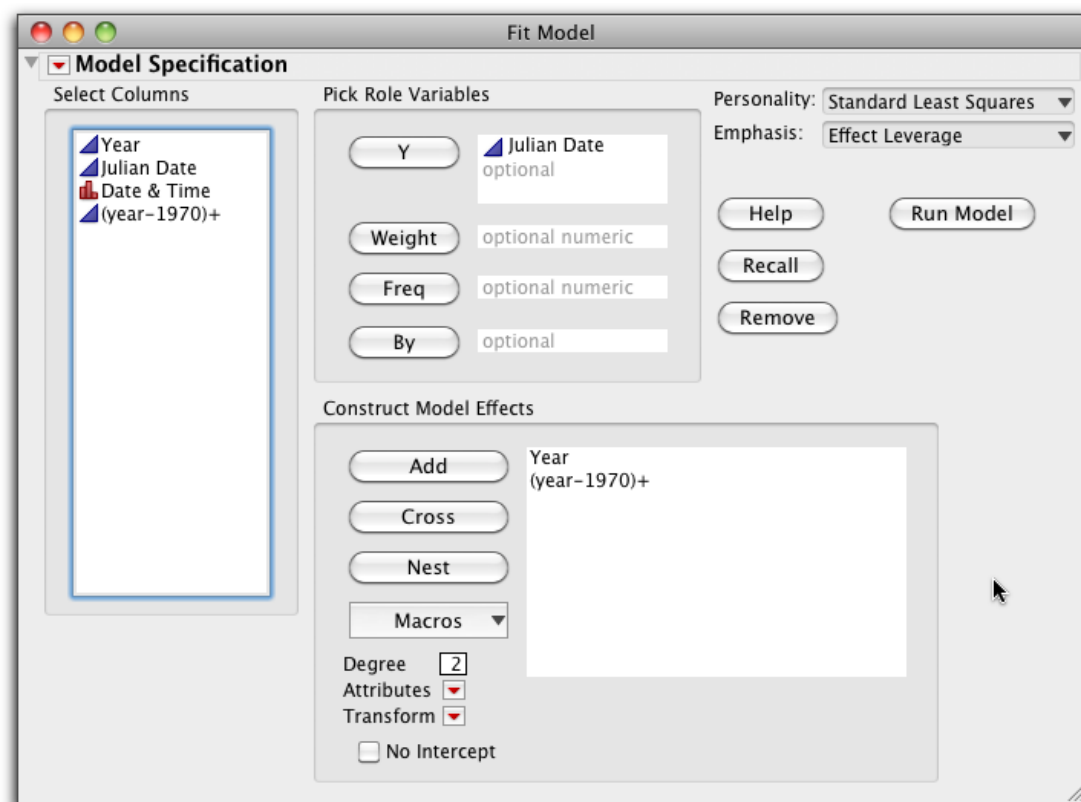 Fit Model
Model Specification
Select Columns
Year
Julian Date
Date & Time
(year-1970)+
Pick Role Variables
Y
Julian Date
optional
Weight
optional numeric
Freq
optional numeric
By
optional
Personality: Standard Least Squares
Emphasis: Effect Leverage
Help
Run Model
Recall
Remove
Construct Model Effects
Add
Cross
Nest
Macros
Degree 2
Attributes
Transform
No Intercept
Year
(year-1970)+